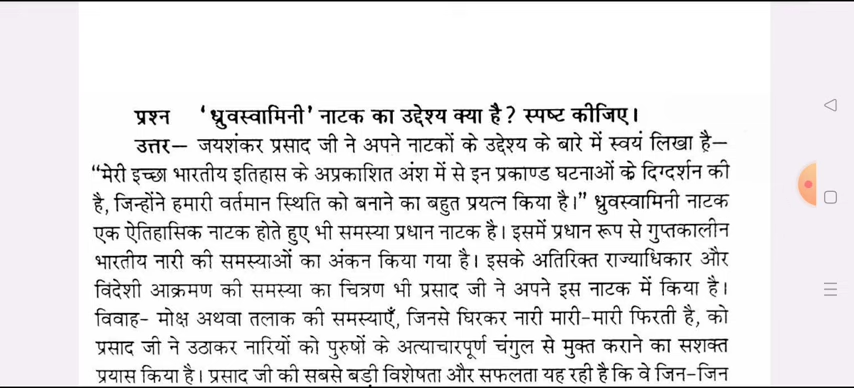 प्रश्न 'ध्रुवस्वामिनी' नाटक का उद्देश्य क्या है? स्पष्ट कीजिए।
उत्तर– जयशंकर प्रसाद जी ने अपने नाटकों के उद्देश्य के बारे में स्वयं लिखा है–
"मेरी इच्छा भारतीय इतिहास के अप्रकाशित अंश में से इन प्रकाण्ड घटनाओं के दिग्दर्शन की
है, जिन्होंने हमारी वर्तमान स्थिति को बनाने का बहुत प्रयत्न किया है।" ध्रुवस्वामिनी नाटक
एक ऐतिहासिक नाटक होते हुए भी समस्या प्रधान नाटक है। इसमें प्रधान रूप से गुप्तकालीन
भारतीय नारी की समस्याओं का अंकन किया गया है। इसके अतिरिक्त राज्याधिकार और
विदेशी आक्रमण की समस्या का चित्रण भी प्रसाद जी ने अपने इस नाटक में किया है।
विवाह- मोक्ष अथवा तलाक की समस्याएँ, जिनसे घिरकर नारी मारी-मारी फिरती है, को
प्रसाद जी ने उठाकर नारियों को पुरुषों के अत्याचारपूर्ण चंगुल से मुक्त कराने का सशक्त
प्रयास किया है। प्रसाद जी की सबसे बड़ी विशेषता और सफलता यह रही है कि वे जिन-जिन